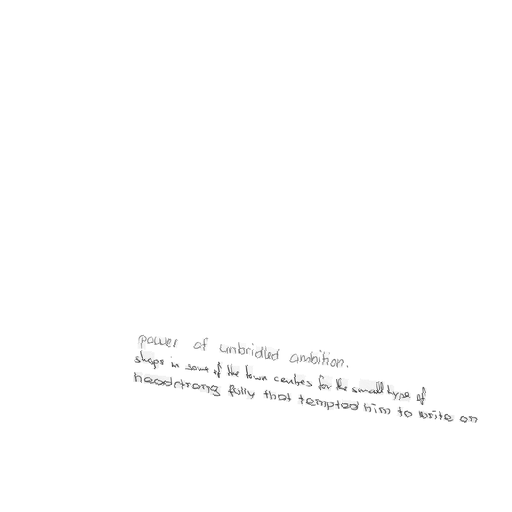 power of unbridled ambition.
shops in some of the town centres for the small type of
headstrong fully that tempted him to write on